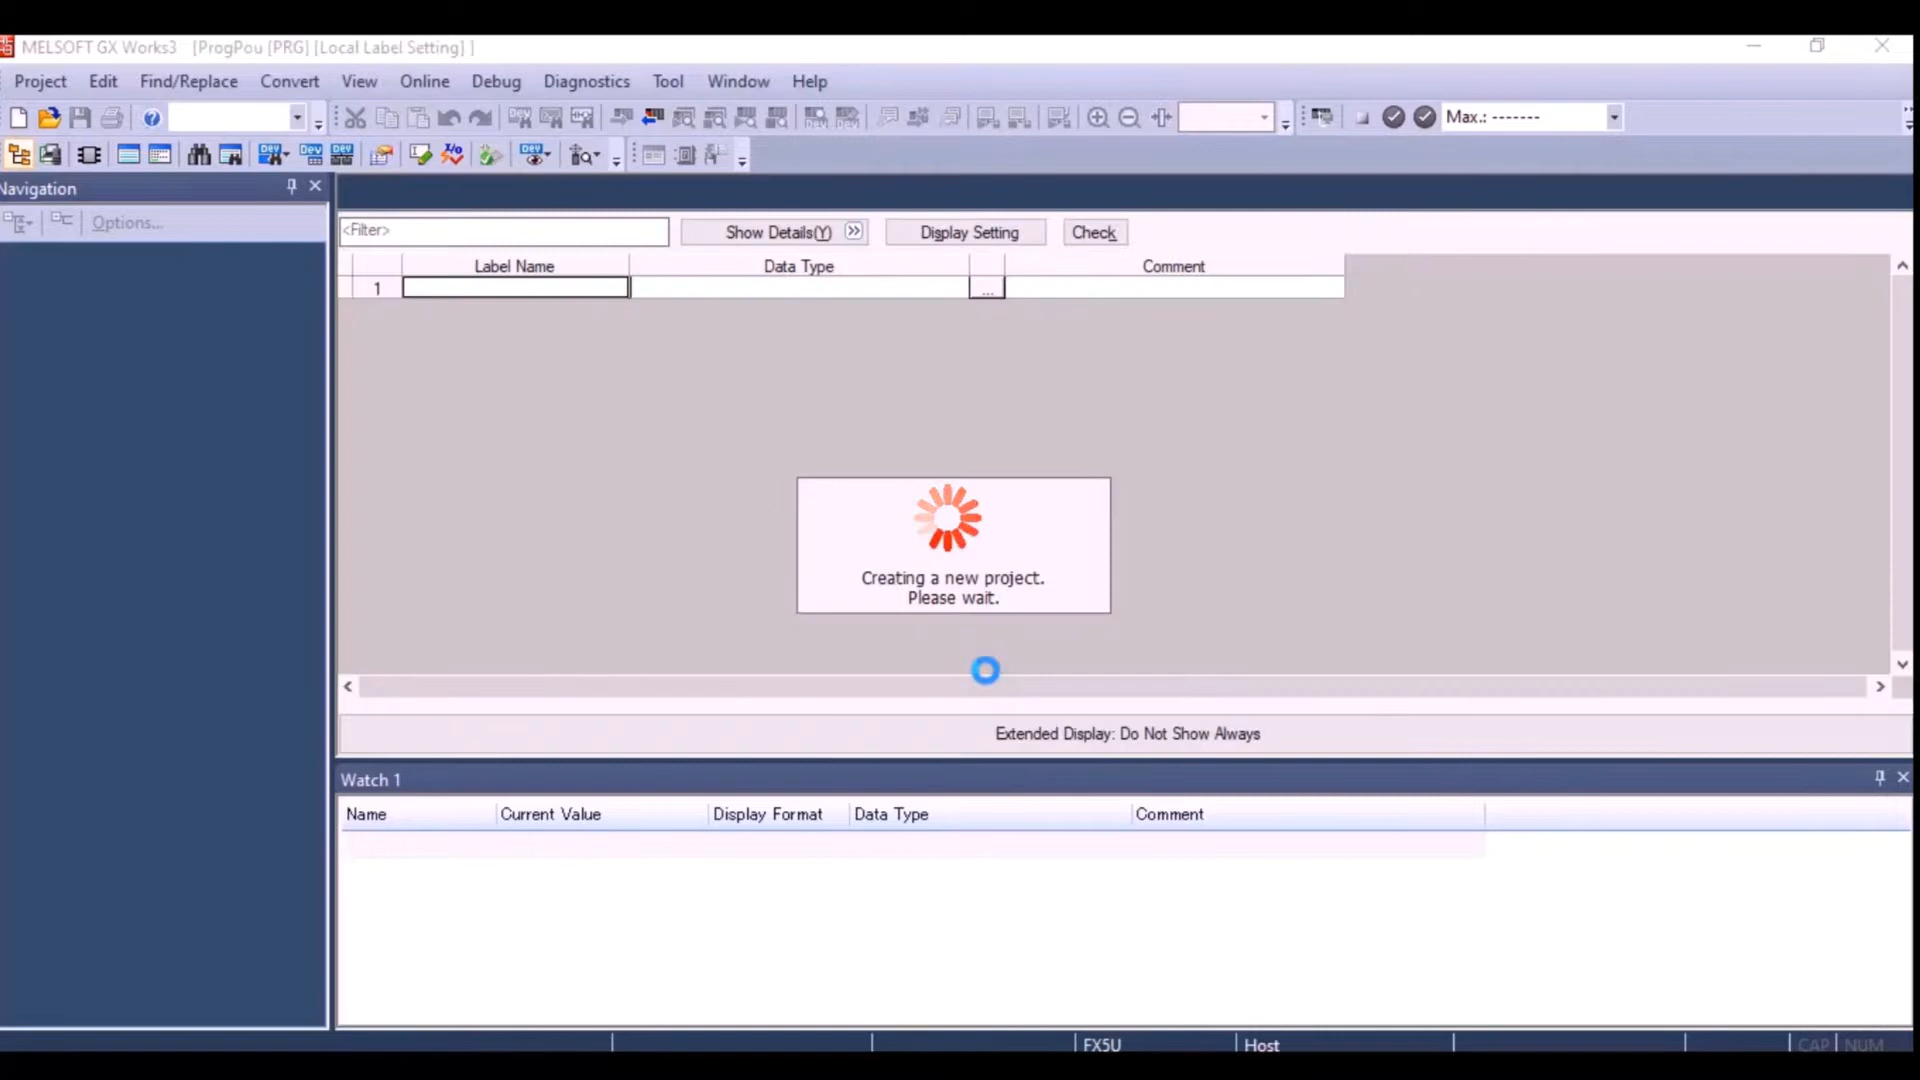 MELSOFT GX Works3 [ProgPou [PRG] [Local Label Setting] ]
Project Edit Find/Replace Convert View Online Debug Diagnostics Tool Window Help
Max.: -------
Navigation
Options...
<Filter> Show Details(Y) Display Setting Check
Label Name Data Type Comment
1 ...
Creating a new project.
Please wait.
Extended Display: Do Not Show Always
Watch 1
Name Current Value Display Format Data Type Comment
FX5U Host CAP NUM